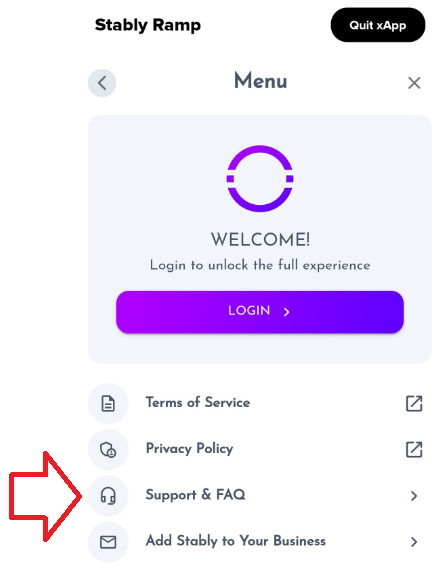 Stably Ramp
Quit xApp
Menu
WELCOME!
Login to unlock the full experience
LOGIN
Terms of Service
Privacy Policy
Support & FAQ
Add Stably to Your Business